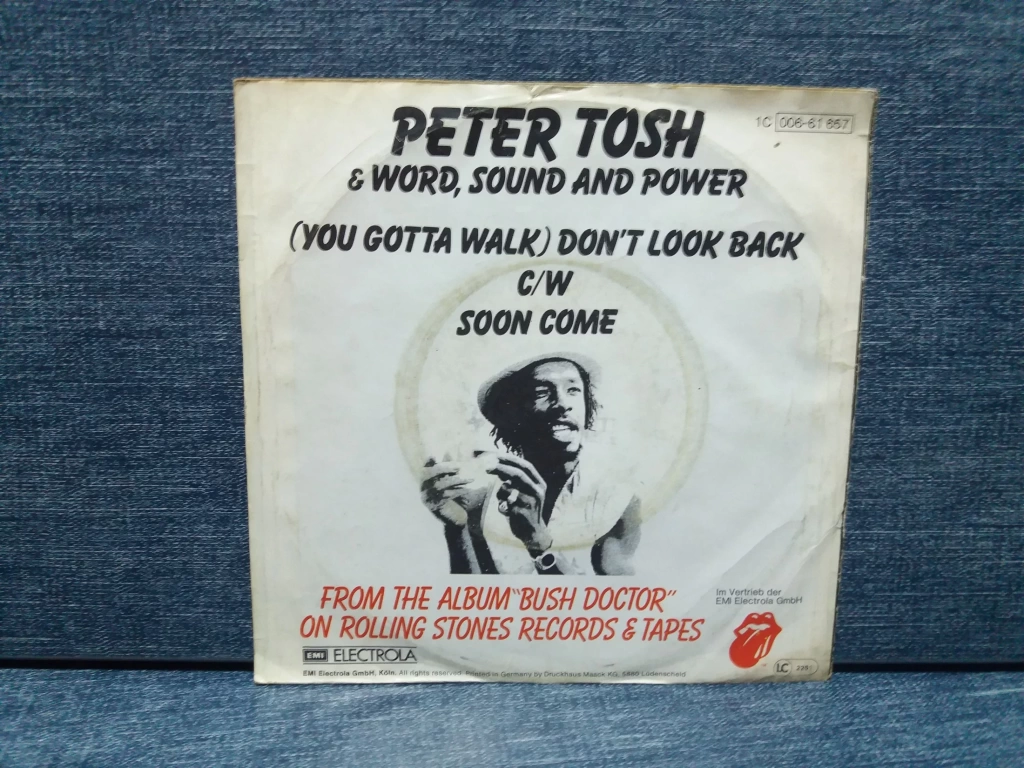 PETER TOSH
1C 006-61 857
& WORD, SOUND AND POWER
(YOU GOTTA WALK) DON'T LOOK BACK
C/W
SOON COME
FROM THE ALBUM "BUSH DOCTOR"
ON ROLLING STONES RECORDS & TAPES
Im Vertrieb der
EMI Electrola GmbH
EMI ELECTROLA
LC
EMI Electrola GmbH, Köln. All rights reserved. Printed in Germany by Druckhaus Maack KG, 5880 Lüdenscheid